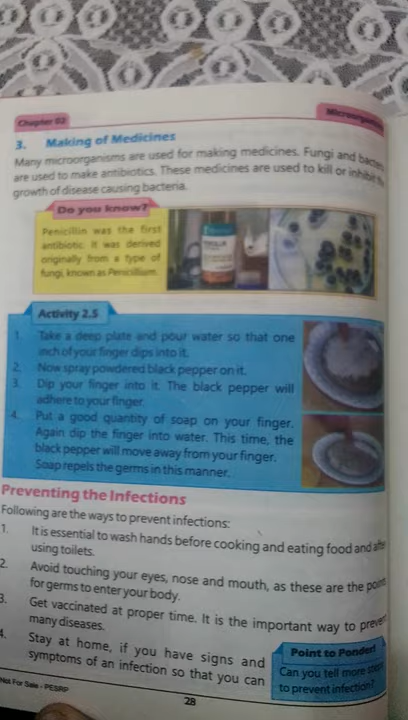 Chapter 02
Microorgani
3. Making of Medicines
Many microorganisms are used for making medicines. Fungi and bacte
are used to make antibiotics. These medicines are used to kill or inhibit th
growth of disease causing bacteria.
Do you know?
Penicillin was the first
antibiotic. It was derived
originally from a type of
fungi, known as Penicillium.
Activity 2.5
1. Take a deep plate and pour water so that one
inch of your finger dips into it.
2. Now spray powdered black pepper on it.
3. Dip your finger into it. The black pepper will
adhere to your finger.
4. Put a good quantity of soap on your finger.
Again dip the finger into water. This time, the
black pepper will move away from your finger.
Soap repels the germs in this manner.
Preventing the Infections
Following are the ways to prevent infections:
1. It is essential to wash hands before cooking and eating food and after
using toilets.
2. Avoid touching your eyes, nose and mouth, as these are the points
for germs to enter your body.
3. Get vaccinated at proper time. It is the important way to prevent
many diseases.
4. Stay at home, if you have signs and
symptoms of an infection so that you can
Point to Ponder!
Can you tell more steps
to prevent infection?
Not For Sale - PESRP
28